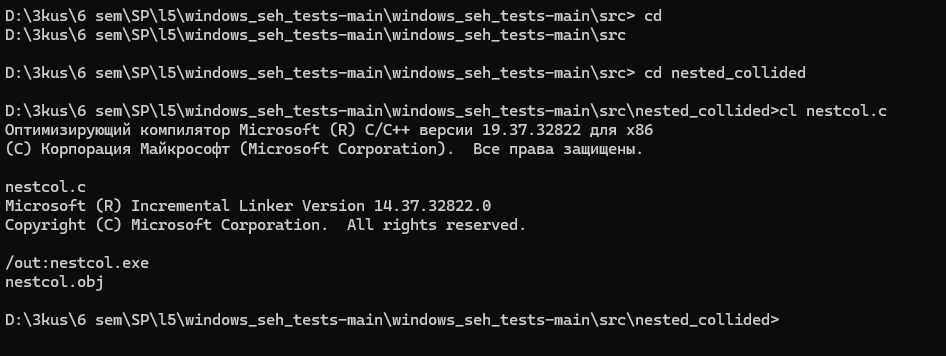 D:\3kus\6 sem\SP\l5\windows_seh_tests-main\windows_seh_tests-main\src> cd
D:\3kus\6 sem\SP\l5\windows_seh_tests-main\windows_seh_tests-main\src
D:\3kus\6 sem\SP\l5\windows_seh_tests-main\windows_seh_tests-main\src> cd nested_collided
D:\3kus\6 sem\SP\l5\windows_seh_tests-main\windows_seh_tests-main\src\nested_collided>cl nestcol.c
Оптимизирующий компилятор Microsoft (R) C/C++ версии 19.37.32822 для x86
(C) Корпорация Майкрософт (Microsoft Corporation).  Все права защищены.
nestcol.c
Microsoft (R) Incremental Linker Version 14.37.32822.0
Copyright (C) Microsoft Corporation.  All rights reserved.
/out:nestcol.exe
nestcol.obj
D:\3kus\6 sem\SP\l5\windows_seh_tests-main\windows_seh_tests-main\src\nested_collided>